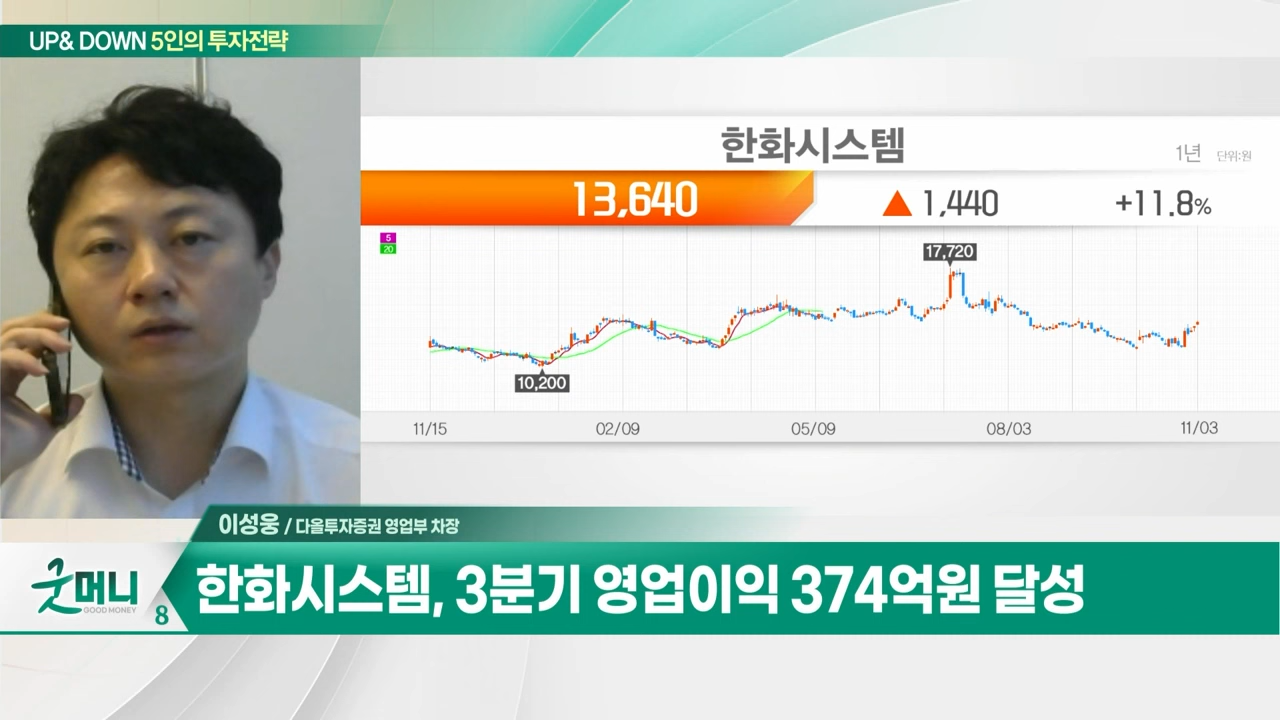 UP& DOWN 5인의 투자전략
한화시스템
1년 단위:원
13,640 ▲ 1,440 +11.8%
5
20
17,720
10,200
11/15 02/09 05/09 08/03 11/03
이성웅 / 다올투자증권 영업부 차장
굿머니
GOOD MONEY
8
한화시스템, 3분기 영업이익 374억원 달성